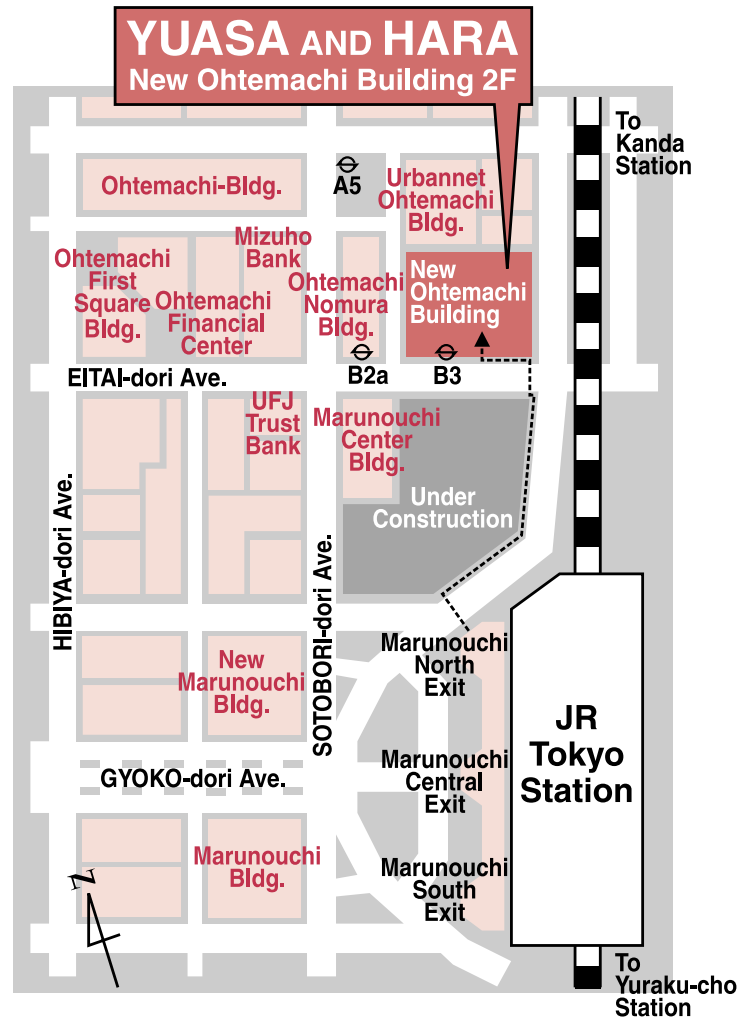 YUASA AND HARA
New Ohtemachi Building 2F
To
Kanda
Station
Ohtemachi-Bldg.
A5
Urbannet
Ohtemachi
Bldg.
Mizuho
Bank
Ohtemachi
First
Square
Bldg.
Ohtemachi
Financial
Center
Ohtemachi
Nomura
Bldg.
New
Ohtemachi
Building
EITAI-dori Ave.
B2a
B3
UFJ
Trust
Bank
Marunouchi
Center
Bldg.
Under
Construction
HIBIYA-dori Ave.
SOTOBORI-dori Ave.
New
Marunouchi
Bldg.
Marunouchi
North
Exit
JR
Tokyo
Station
GYOKO-dori Ave.
Marunouchi
Central
Exit
Marunouchi
Bldg.
Marunouchi
South
Exit
N
To
Yuraku-cho
Station